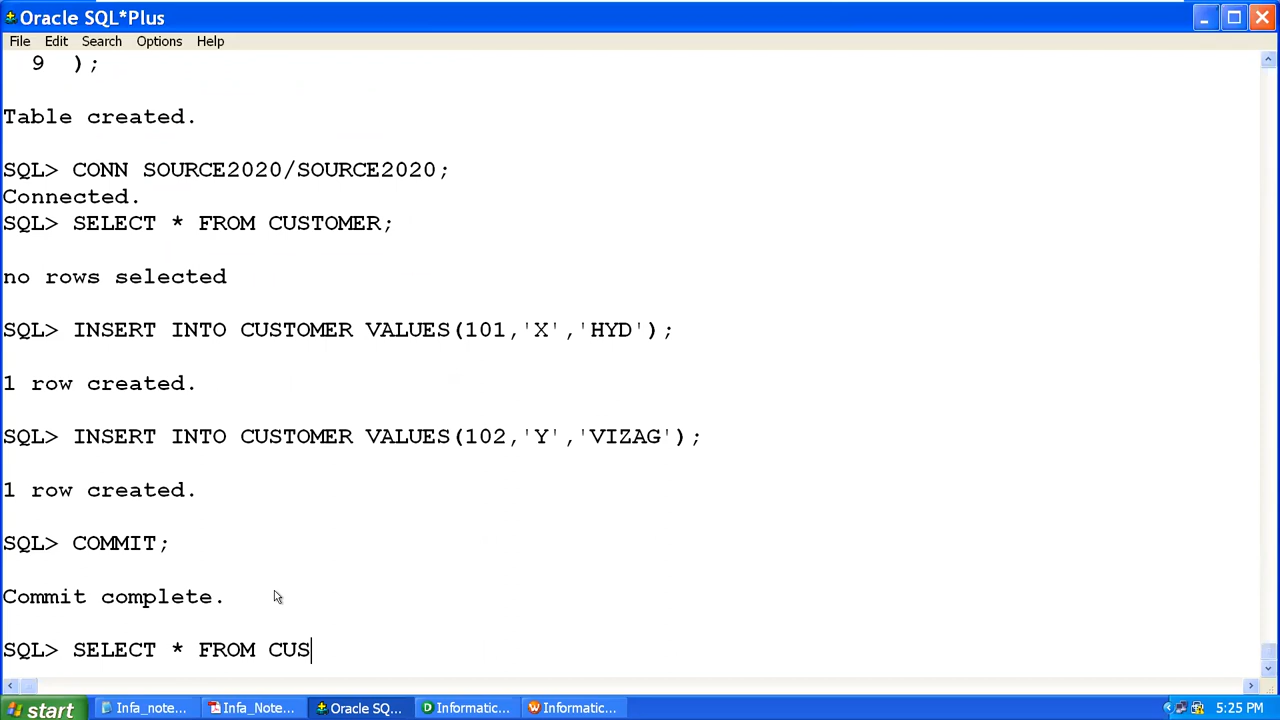 Oracle SQL*Plus
File Edit Search Options Help
9 );
Table created.
SQL> CONN SOURCE2020/SOURCE2020;
Connected.
SQL> SELECT * FROM CUSTOMER;
no rows selected
SQL> INSERT INTO CUSTOMER VALUES(101,'X','HYD');
1 row created.
SQL> INSERT INTO CUSTOMER VALUES(102,'Y','VIZAG');
1 row created.
SQL> COMMIT;
Commit complete.
SQL> SELECT * FROM CUS
start Infa_note... Infa_Note... Oracle SQ... Informatic... Informatic... 5:25 PM